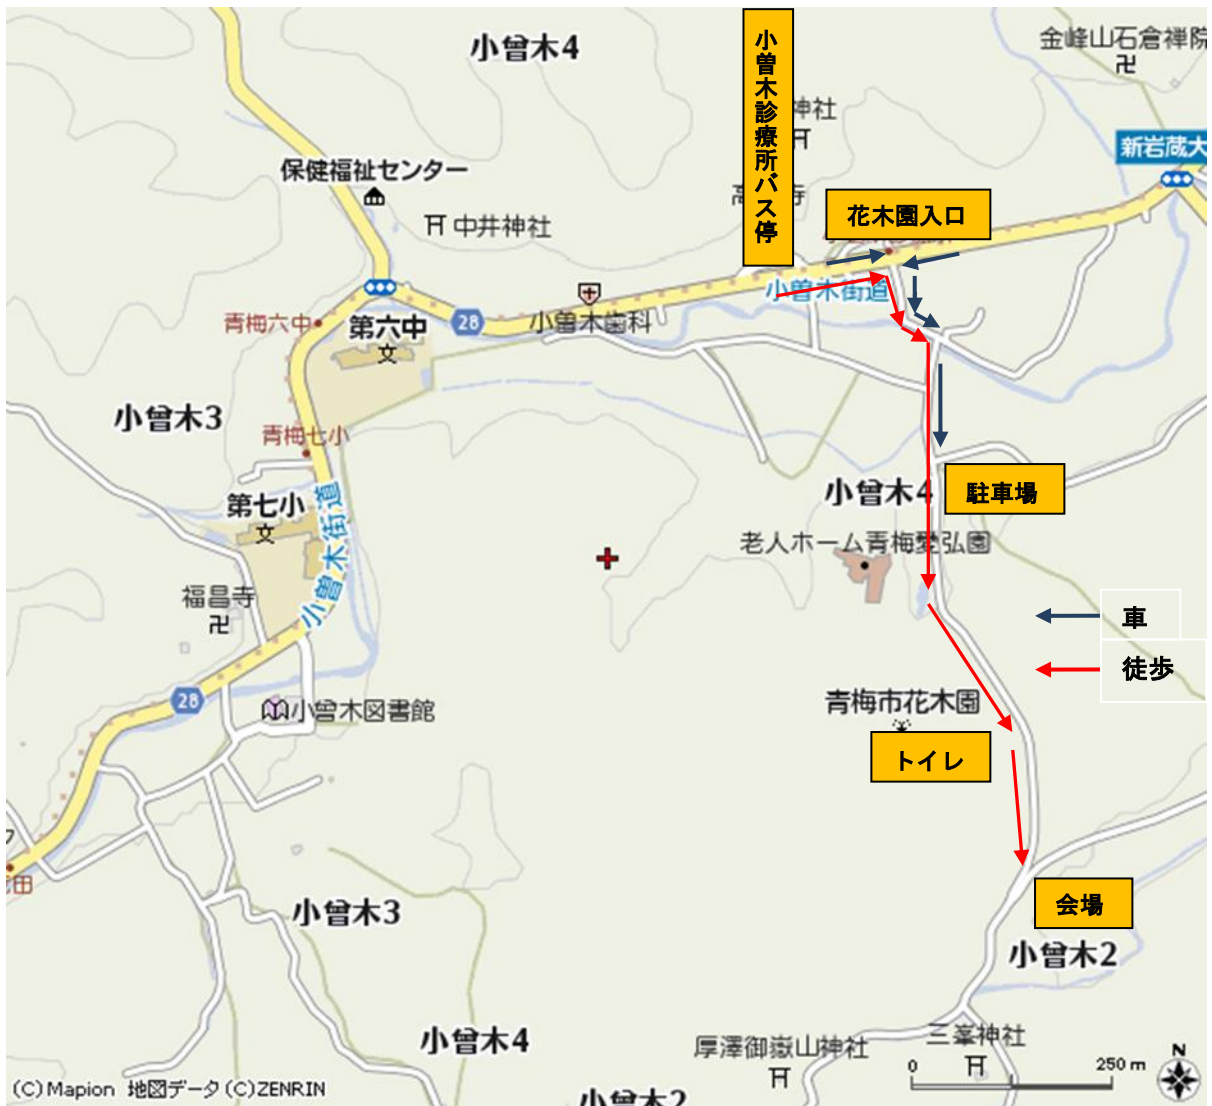 小曾木4
小曾木診療所バス停
金峰山石倉禅院
神社
新岩蔵大
保健福祉センター
中井神社
花木園入口
小曾木街道
青梅六中
第六中
28
小曾木歯科
小曾木3
青梅七小
小曾木4
駐車場
第七小
小曾木街道
老人ホーム青梅愛弘園
福昌寺
車
徒歩
28
小曾木図書館
青梅市花木園
トイレ
田
小曾木3
会場
小曾木2
小曾木4
厚澤御嶽山神社
三峯神社
0
250 m
N
(C)Mapion 地図データ(C)ZENRIN
小曾木2